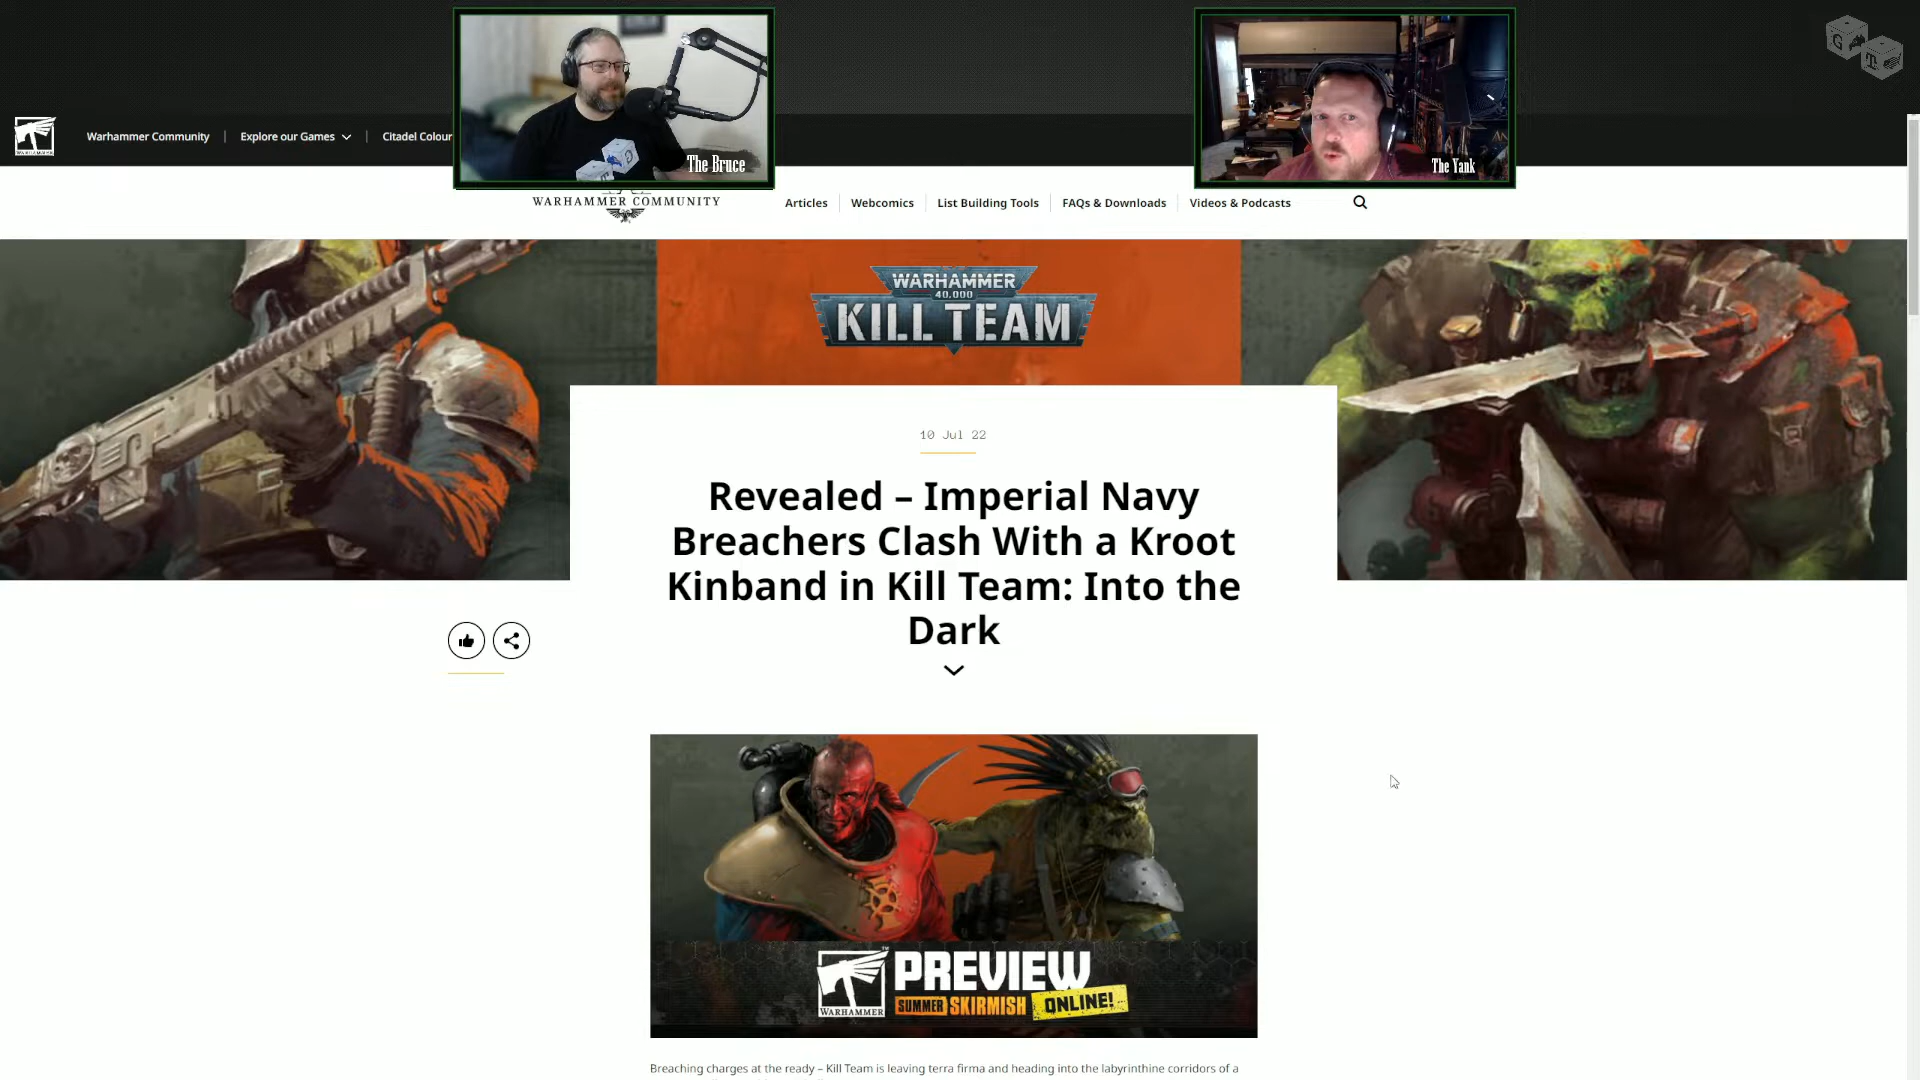 The Bruce
The Yank
G T
Warhammer Community
Explore our Games
Citadel Colour
WARHAMMER COMMUNITY
Articles
Webcomics
List Building Tools
FAQs & Downloads
Videos & Podcasts
WARHAMMER
40,000
KILL TEAM
10 Jul 22
Revealed – Imperial Navy
Breachers Clash With a Kroot
Kinband in Kill Team: Into the
Dark
WARHAMMER
PREVIEW
SUMMER SKIRMISH ONLINE!
Breaching charges at the ready – Kill Team is leaving terra firma and heading into the labyrinthine corridors of a